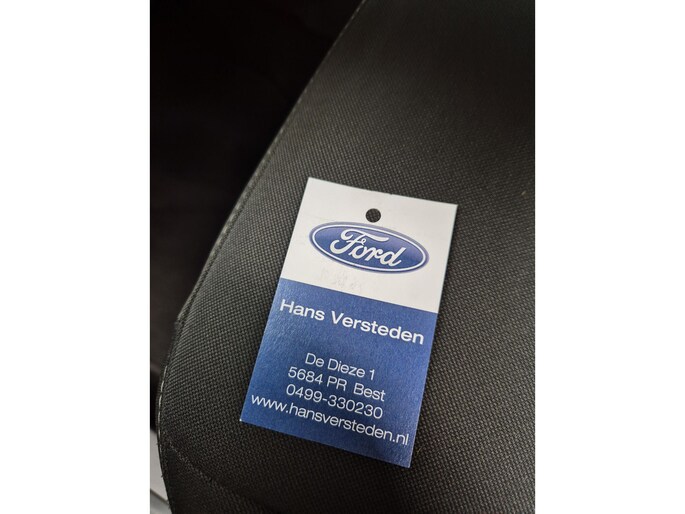 Ford
Hans Versteden
De Dieze 1
5684 PR Best
0499-330230
www.hansversteden.nl